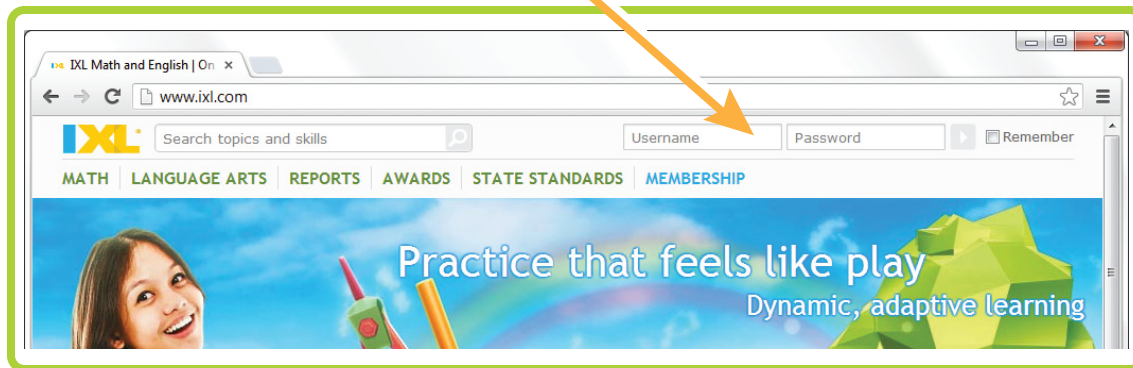 IXL Math and English | On
www.ixl.com
IXL Search topics and skills Username Password Remember
MATH LANGUAGE ARTS REPORTS AWARDS STATE STANDARDS MEMBERSHIP
Practice that feels like play
Dynamic, adaptive learning